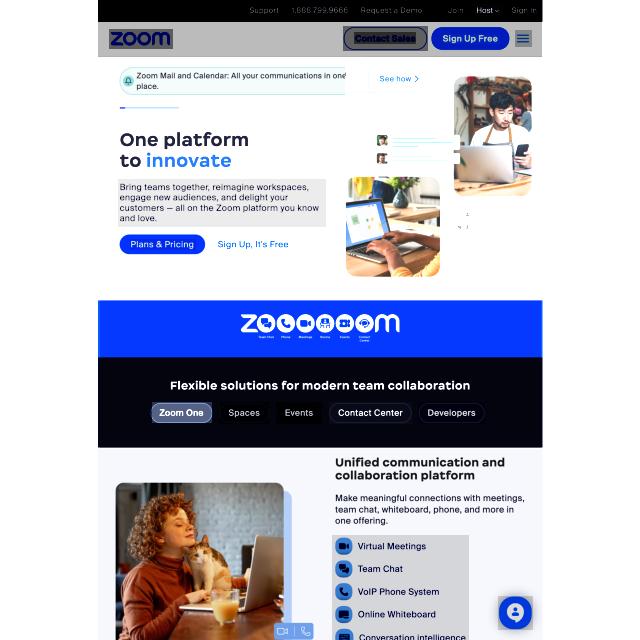 Support 1.888.799.9666 Request a Demo Join Host Sign In
zoom
Contact Sales
Sign Up Free
Zoom Mail and Calendar: All your communications in one
place.
See how
One platform
to innovate
Bring teams together, reimagine workspaces,
engage new audiences, and delight your
customers — all on the Zoom platform you know
and love.
Plans & Pricing
Sign Up, It's Free
zoooooom
Team Chat Phone Meetings Rooms Events Contact
Center
Flexible solutions for modern team collaboration
Zoom One Spaces Events Contact Center Developers
Unified communication and
collaboration platform
Make meaningful connections with meetings,
team chat, whiteboard, phone, and more in
one offering.
Virtual Meetings
Team Chat
VoIP Phone System
Online Whiteboard
Conversation intelligence